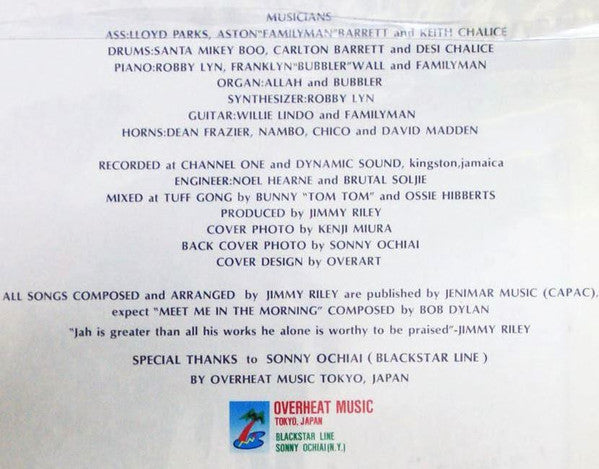 MUSICIANS
ASS:LLOYD PARKS, ASTON"FAMILYMAN"BARRETT and KEITH CHALICE
DRUMS:SANTA MIKEY BOO, CARLTON BARRETT and DESI CHALICE
PIANO:ROBBY LYN, FRANKLYN"BUBBLER"WALL and FAMILYMAN
ORGAN:ALLAH and BUBBLER
SYNTHESIZER:ROBBY LYN
GUITAR:WILLIE LINDO and FAMILYMAN
HORNS:DEAN FRAZIER, NAMBO, CHICO and DAVID MADDEN
RECORDED at CHANNEL ONE and DYNAMIC SOUND, kingston,jamaica
ENGINEER:NOEL HEARNE and BRUTAL SOLJIE
MIXED at TUFF GONG by BUNNY "TOM TOM" and OSSIE HIBBERTS
PRODUCED by JIMMY RILEY
COVER PHOTO by KENJI MIURA
BACK COVER PHOTO by SONNY OCHIAI
COVER DESIGN by OVERART
ALL SONGS COMPOSED and ARRANGED by JIMMY RILEY are published by JENIMAR MUSIC (CAPAC),
expect "MEET ME IN THE MORNING" COMPOSED by BOB DYLAN
"Jah is greater than all his works he alone is worthy to be praised"-JIMMY RILEY
SPECIAL THANKS to SONNY OCHIAI ( BLACKSTAR LINE )
BY OVERHEAT MUSIC TOKYO, JAPAN
OVERHEAT MUSIC
TOKYO, JAPAN
BLACKSTAR LINE
SONNY OCHIAI(N.Y.)